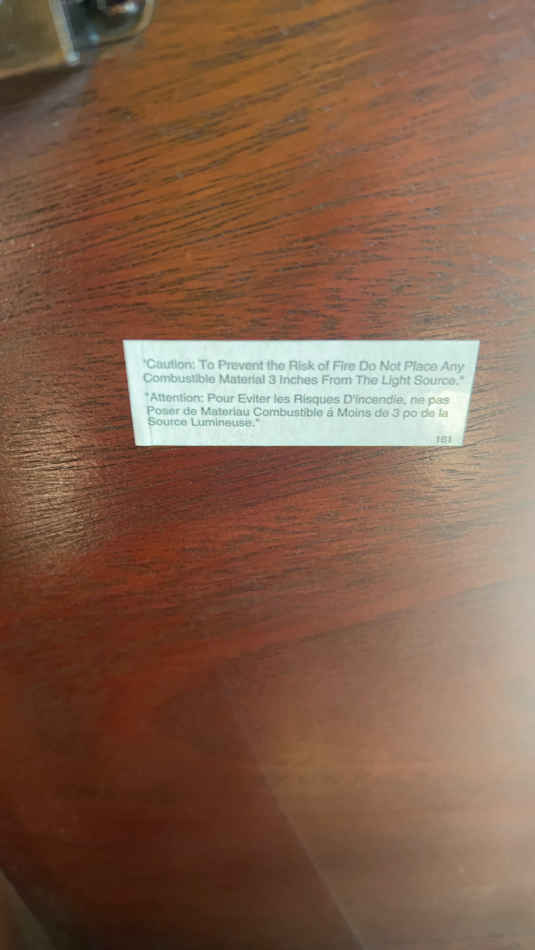 "Caution: To Prevent the Risk of Fire Do Not Place Any
Combustible Material 3 Inches From The Light Source."
"Attention: Pour Eviter les Risques D'incendie, ne pas
Poser de Materiau Combustible á Moins de 3 po de la
Source Lumineuse."
161